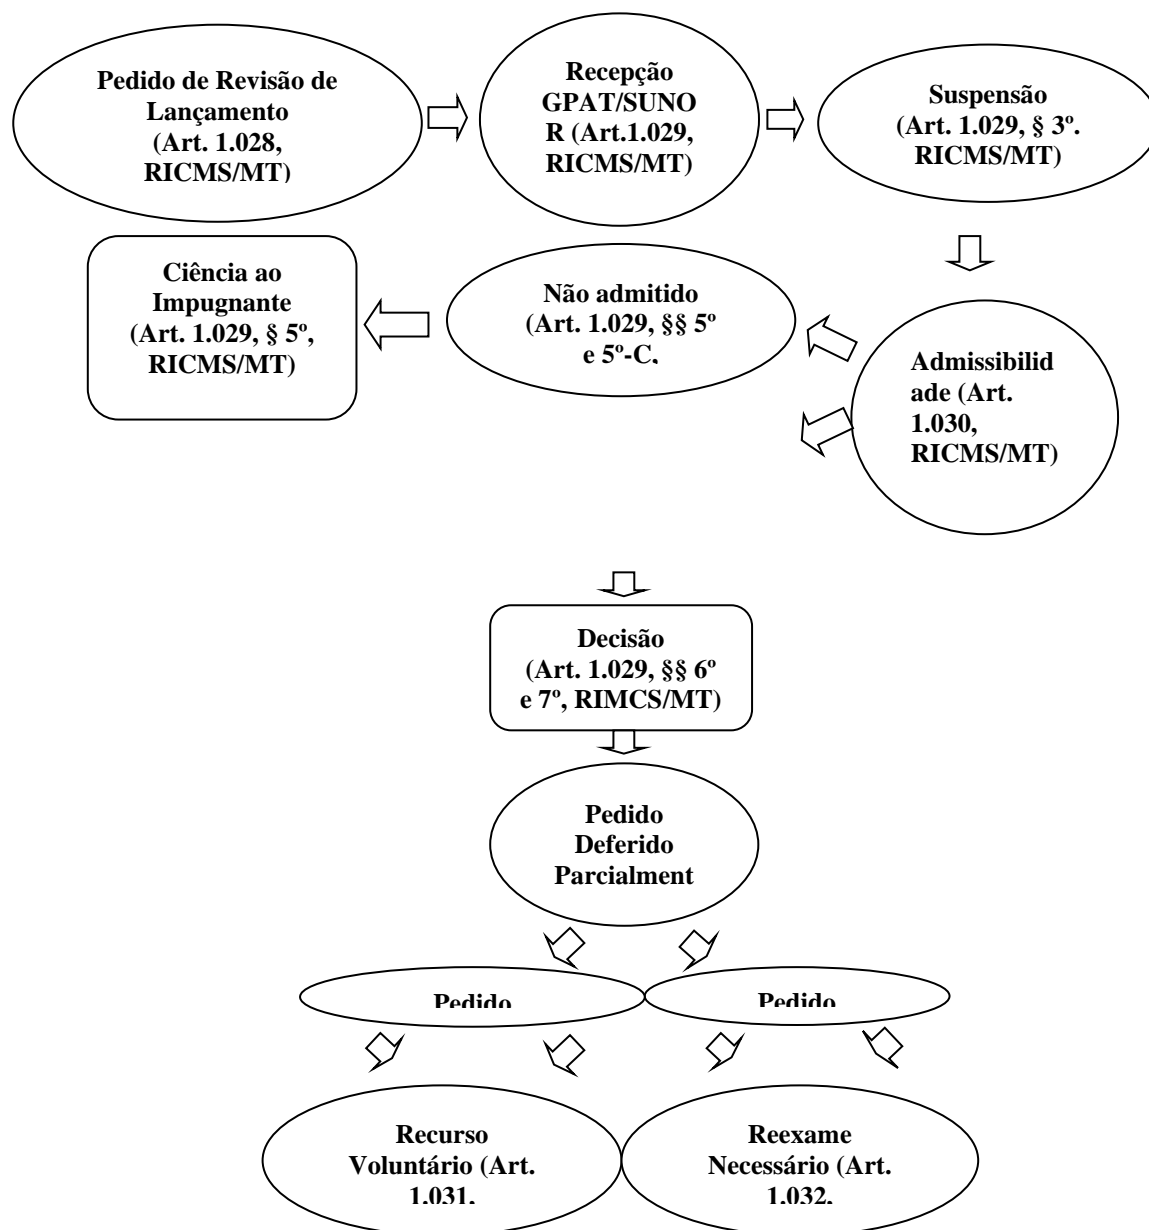 Pedido de Revisão de
Lançamento
(Art. 1.028,
RICMS/MT)
Recepção
GPAT/SUNO
R (Art.1.029,
RICMS/MT)
Suspensão
(Art. 1.029, § 3º.
RICMS/MT)
Ciência ao
Impugnante
(Art. 1.029, § 5º,
RICMS/MT)
Não admitido
(Art. 1.029, §§ 5º
e 5º-C.
Admissibilid
ade (Art.
1.030,
RICMS/MT)
Decisão
(Art. 1.029, §§ 6º
e 7º, RIMCS/MT)
Pedido
Deferido
Parcialment
Pedido
Pedido
Recurso
Voluntário (Art.
1.031.
Reexame
Necessário (Art.
1.032.